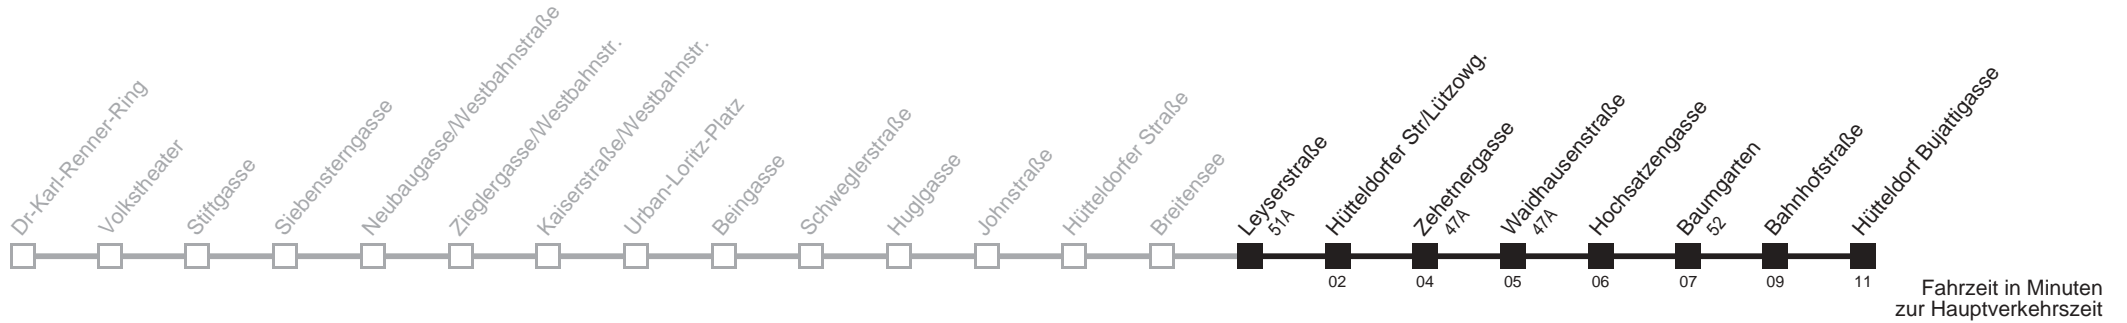 Dr-Karl-Renner-Ring
Volkstheater
Stiftgasse
Siebensterngasse
Neubaugasse/Westbahnstraße
Zieglergasse/Westbahnstr.
Kaiserstraße/Westbahnstr.
Urban-Loritz-Platz
Beingasse
Schweglerstraße
Huglgasse
Johnstraße
Hütteldorfer Straße
Breitensee
Leyserstraße
51A
Hütteldorfer Str/Lützowg.
Zehetnergasse
47A
Waidhausenstraße
47A
Hochsatzengasse
Baumgarten
52
Bahnhofstraße
Hütteldorf Bujattigasse
02
04
05
06
07
09
11
Fahrzeit in Minuten
zur Hauptverkehrszeit